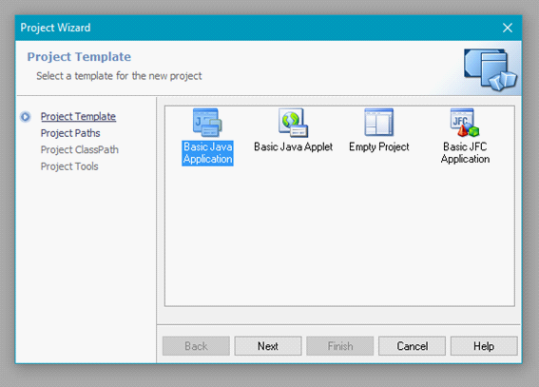 Project Wizard
Project Template
Select a template for the new project
Project Template
Project Paths
Project ClassPath
Project Tools
Basic Java
Application
Basic Java Applet
Empty Project
JFC
Basic JFC
Application
Back
Next
Finish
Cancel
Help